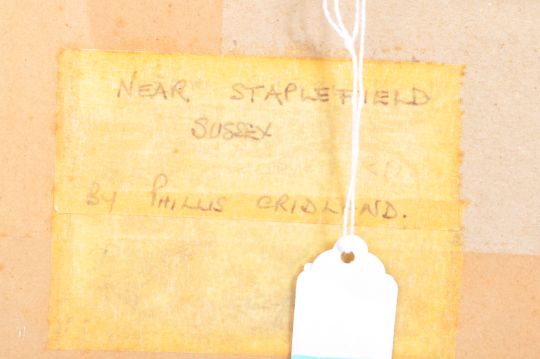 NEAR STAPLEFIELD
SUSSEX
BY PHILLIS CRIDLAND.